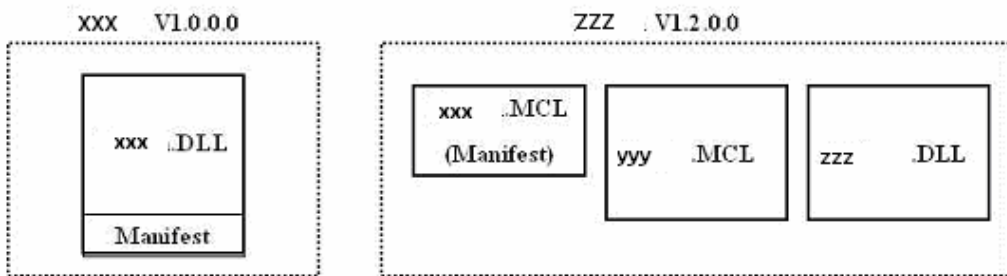 XXX V1.0.0.0
xxx .DLL
Manifest
ZZZ . V1.2.0.0
xxx ..MCL
(Manifest)
yyy .MCL
zzz .DLL